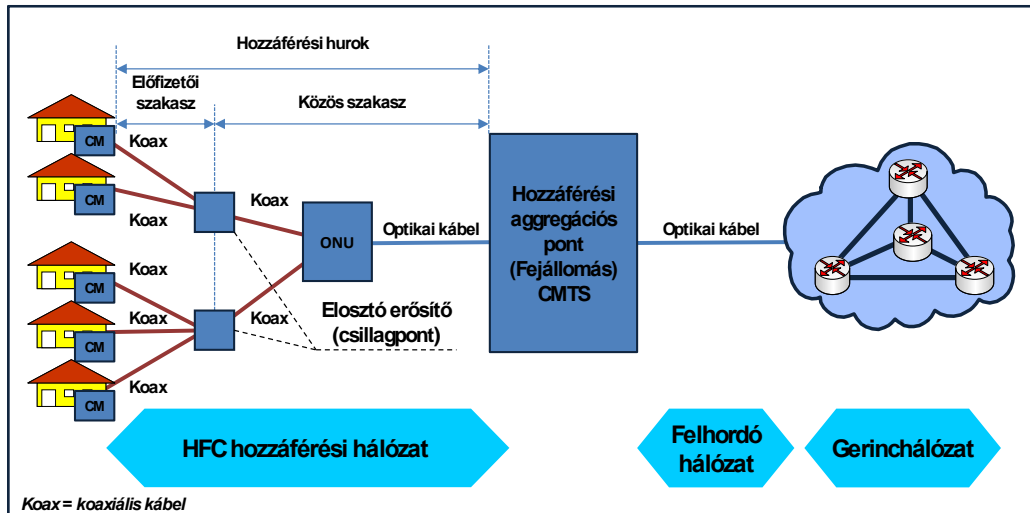 Hozzáférési hurok
Előfizetői
szakasz
Közös szakasz
CM
Koax
CM
Koax
Koax
Koax
CM
Koax
CM
Koax
CM
Koax
ONU
Optikai kábel
Elosztó erősítő
(csillagpont)
Hozzáférési
aggregációs
pont
(Fejállomás)
CMTS
Optikai kábel
HFC hozzáférési hálózat
Felhordó
hálózat
Gerinchálózat
Koax = koaxiális kábel